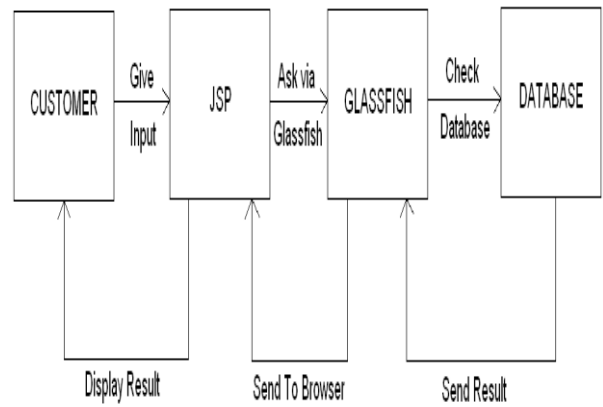 Give
Input
Ask via
Glassfish
Check
Database
CUSTOMER
JSP
GLASSFISH
DATABASE
Display Result
Send To Browser
Send Result